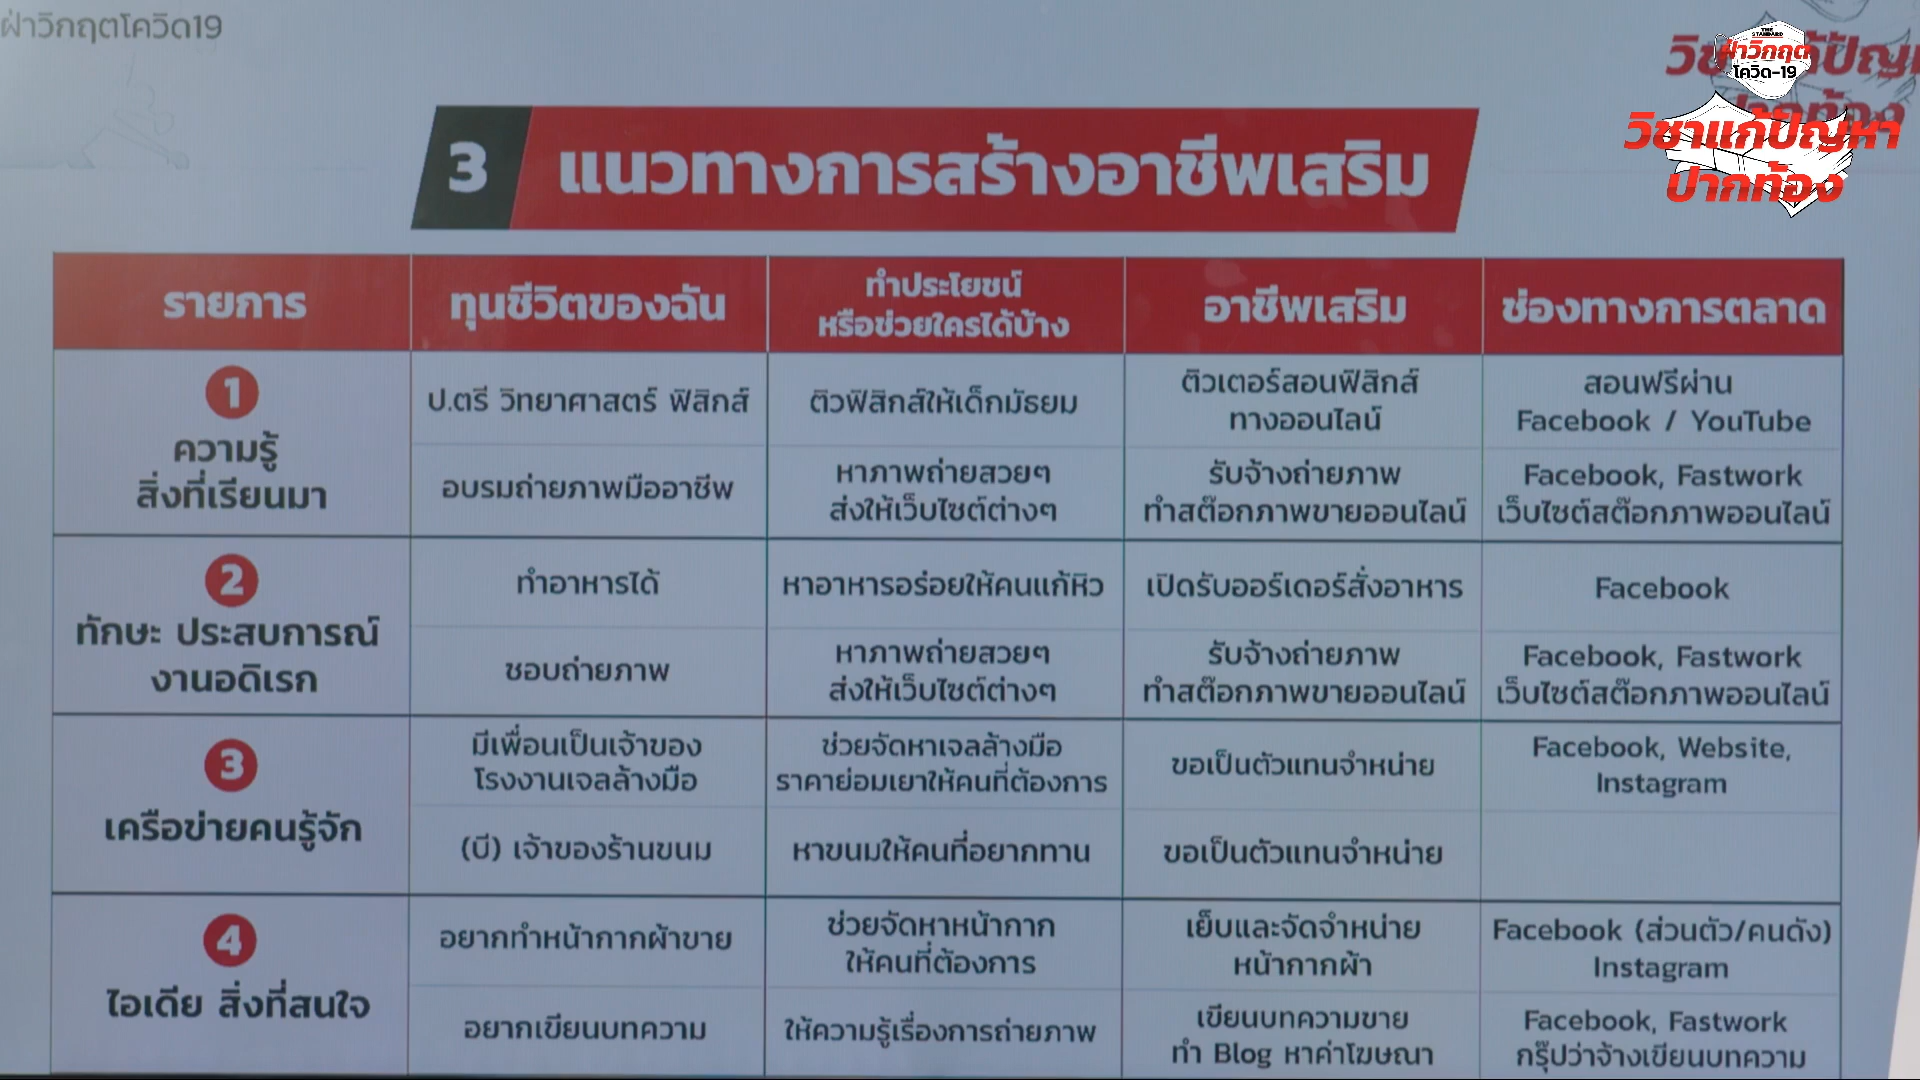 ฝ่าวิกฤตโควิด19
THE STANDARD
ฝ่าวิกฤต
โควิด-19
วิชาแก้ปัญหา
ปากท้อง
3 แนวทางการสร้างอาชีพเสริม
รายการ
ทุนชีวิตของฉัน
ทำประโยชน์
หรือช่วยใครได้บ้าง
อาชีพเสริม
ช่องทางการตลาด
1
ความรู้
สิ่งที่เรียนมา
ป.ตรี วิทยาศาสตร์ ฟิสิกส์
ติวฟิสิกส์ให้เด็กมัธยม
ติวเตอร์สอนฟิสิกส์
ทางออนไลน์
สอนฟรีผ่าน
Facebook / YouTube
อบรมถ่ายภาพมืออาชีพ
หาภาพถ่ายสวยๆ
ส่งให้เว็บไซต์ต่างๆ
รับจ้างถ่ายภาพ
ทำสต๊อกภาพขายออนไลน์
Facebook, Fastwork
เว็บไซต์สต๊อกภาพออนไลน์
2
ทักษะ ประสบการณ์
งานอดิเรก
ทำอาหารได้
หาอาหารอร่อยให้คนแก้หิว
เปิดรับออร์เดอร์สั่งอาหาร
Facebook
ชอบถ่ายภาพ
หาภาพถ่ายสวยๆ
ส่งให้เว็บไซต์ต่างๆ
รับจ้างถ่ายภาพ
ทำสต๊อกภาพขายออนไลน์
Facebook, Fastwork
เว็บไซต์สต๊อกภาพออนไลน์
3
เครือข่ายคนรู้จัก
มีเพื่อนเป็นเจ้าของ
โรงงานเจลล้างมือ
ช่วยจัดหาเจลล้างมือ
ราคาย่อมเยาให้คนที่ต้องการ
ขอเป็นตัวแทนจำหน่าย
Facebook, Website,
Instagram
(บี) เจ้าของร้านขนม
หาขนมให้คนที่อยากทาน
ขอเป็นตัวแทนจำหน่าย
4
ไอเดีย สิ่งที่สนใจ
อยากทำหน้ากากผ้าขาย
ช่วยจัดหาหน้ากาก
ให้คนที่ต้องการ
เย็บและจัดจำหน่าย
หน้ากากผ้า
Facebook (ส่วนตัว/คนดัง)
Instagram
อยากเขียนบทความ
ให้ความรู้เรื่องการถ่ายภาพ
เขียนบทความขาย
ทำ Blog หาค่าโฆษณา
Facebook, Fastwork
กรุ๊ปว่าจ้างเขียนบทความ